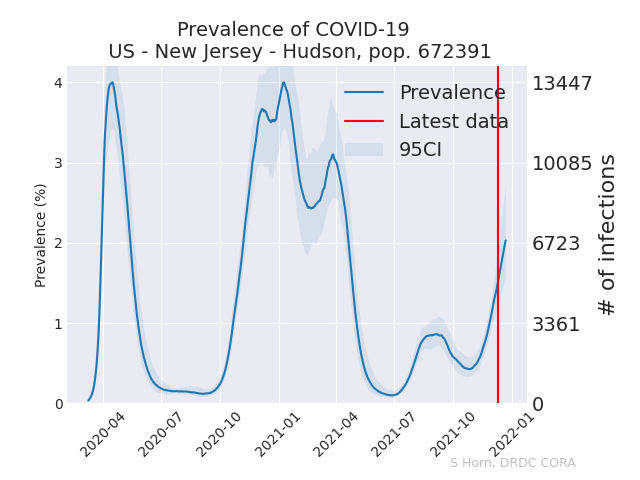 Prevalence of COVID-19
US - New Jersey - Hudson, pop. 672391
Prevalence (%)
4
3
2
1
0
13447
10085
6723
3361
0
# of infections
Prevalence
Latest data
95CI
2020-04
2020-07
2020-10
2021-01
2021-04
2021-07
2021-10
2022-01
S Horn, DRDC CORA